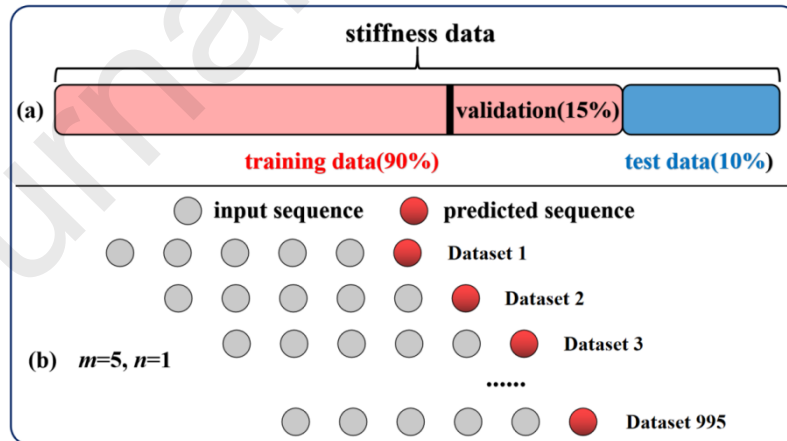 stiffness data
(a)
validation(15%)
training data(90%)
test data(10%)
input sequence
predicted sequence
Dataset 1
Dataset 2
Dataset 3
(b) m=5, n=1
......
Dataset 995